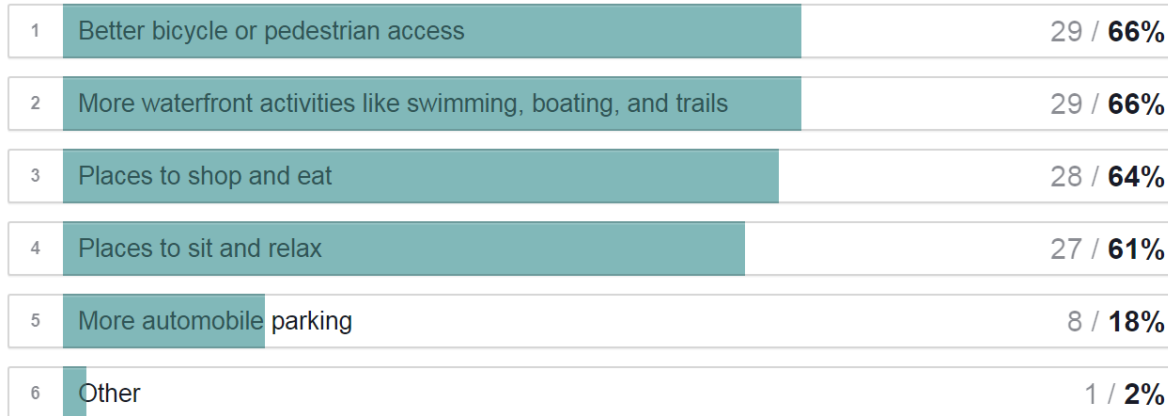 1 Better bicycle or pedestrian access 29 / 66%
2 More waterfront activities like swimming, boating, and trails 29 / 66%
3 Places to shop and eat 28 / 64%
4 Places to sit and relax 27 / 61%
5 More automobile parking 8 / 18%
6 Other 1 / 2%